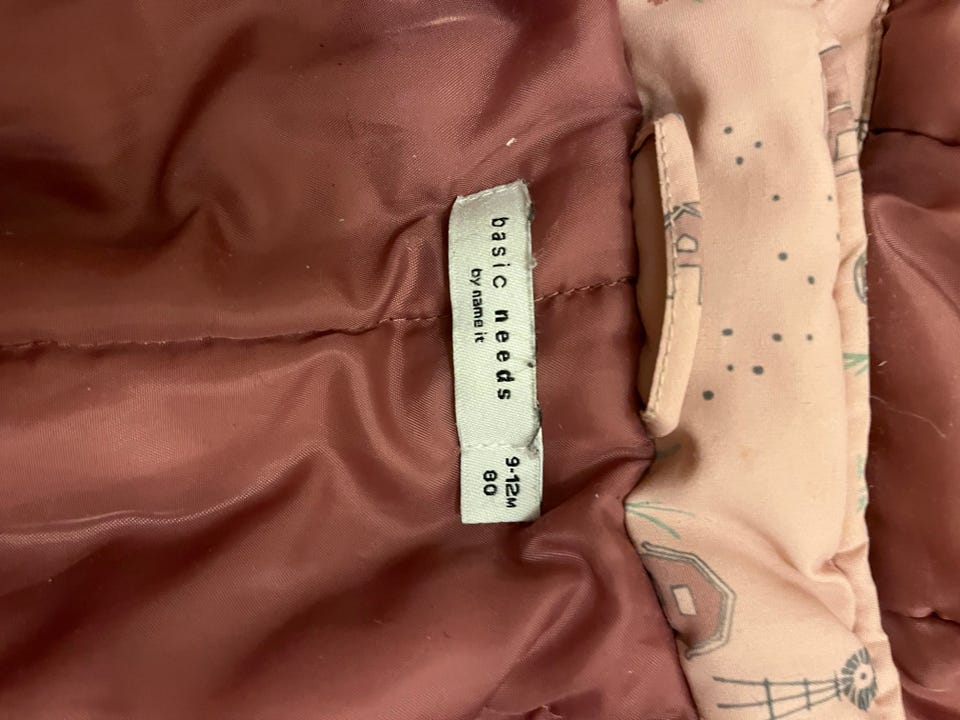 basic needs
by name it
9-12M
80